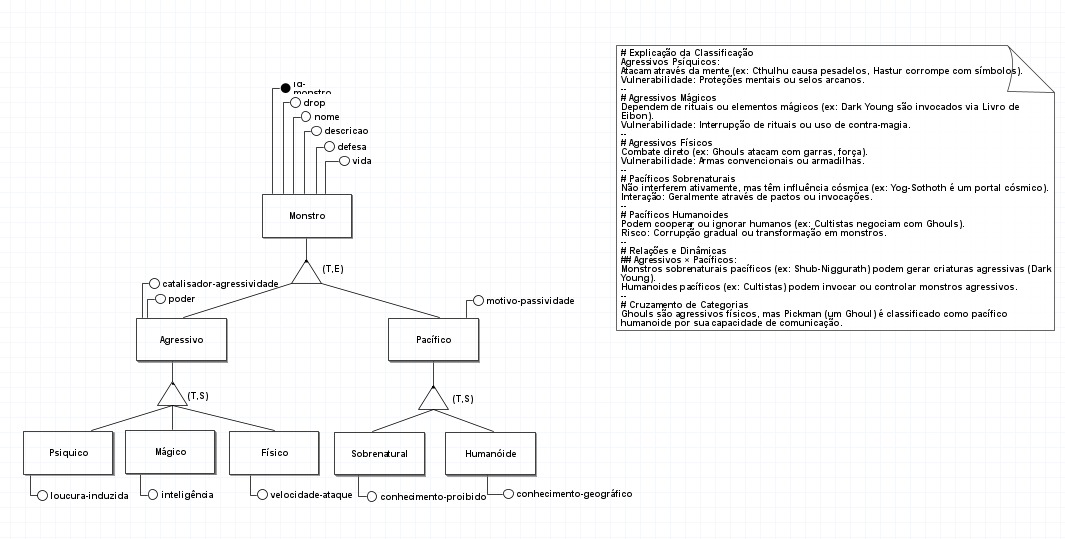 id-
monstro
drop
nome
descricao
defesa
vida
Monstro
(T,E)
catalisador-agressividade
poder
motivo-passividade
Agressivo
Pacífico
(T,S)
(T,S)
Psiquico
Mágico
Físico
Sobrenatural
Humanóide
loucura-induzida
inteligência
velocidade-ataque
conhecimento-proibido
conhecimento-geográfico
# Explicação da Classificação
Agressivos Psíquicos:
Atacam através da mente (ex: Cthulhu causa pesadelos, Hastur corrompe com símbolos).
Vulnerabilidade: Proteções mentais ou selos arcanos.
--
# Agressivos Mágicos
Dependem de rituais ou elementos mágicos (ex: Dark Young são invocados via Livro de
Eibon).
Vulnerabilidade: Interrupção de rituais ou uso de contra-magia.
--
# Agressivos Físicos
Combate direto (ex: Ghouls atacam com garras, força).
Vulnerabilidade: Armas convencionais ou armadilhas.
--
# Pacíficos Sobrenaturais
Não interferem ativamente, mas têm influência cósmica (ex: Yog-Sothoth é um portal cósmico).
Interação: Geralmente através de pactos ou invocações.
--
# Pacíficos Humanoides
Podem cooperar ou ignorar humanos (ex: Cultistas negociam com Ghouls).
Risco: Corrupção gradual ou transformação em monstros.
--
# Relações e Dinâmicas
## Agressivos × Pacíficos:
Monstros sobrenaturais pacíficos (ex: Shub-Niggurath) podem gerar criaturas agressivas (Dark
Young).
Humanoides pacíficos (ex: Cultistas) podem invocar ou controlar monstros agressivos.
--
# Cruzamento de Categorias
Ghouls são agressivos físicos, mas Pickman (um Ghoul) é classificado como pacífico
humanoide por sua capacidade de comunicação.